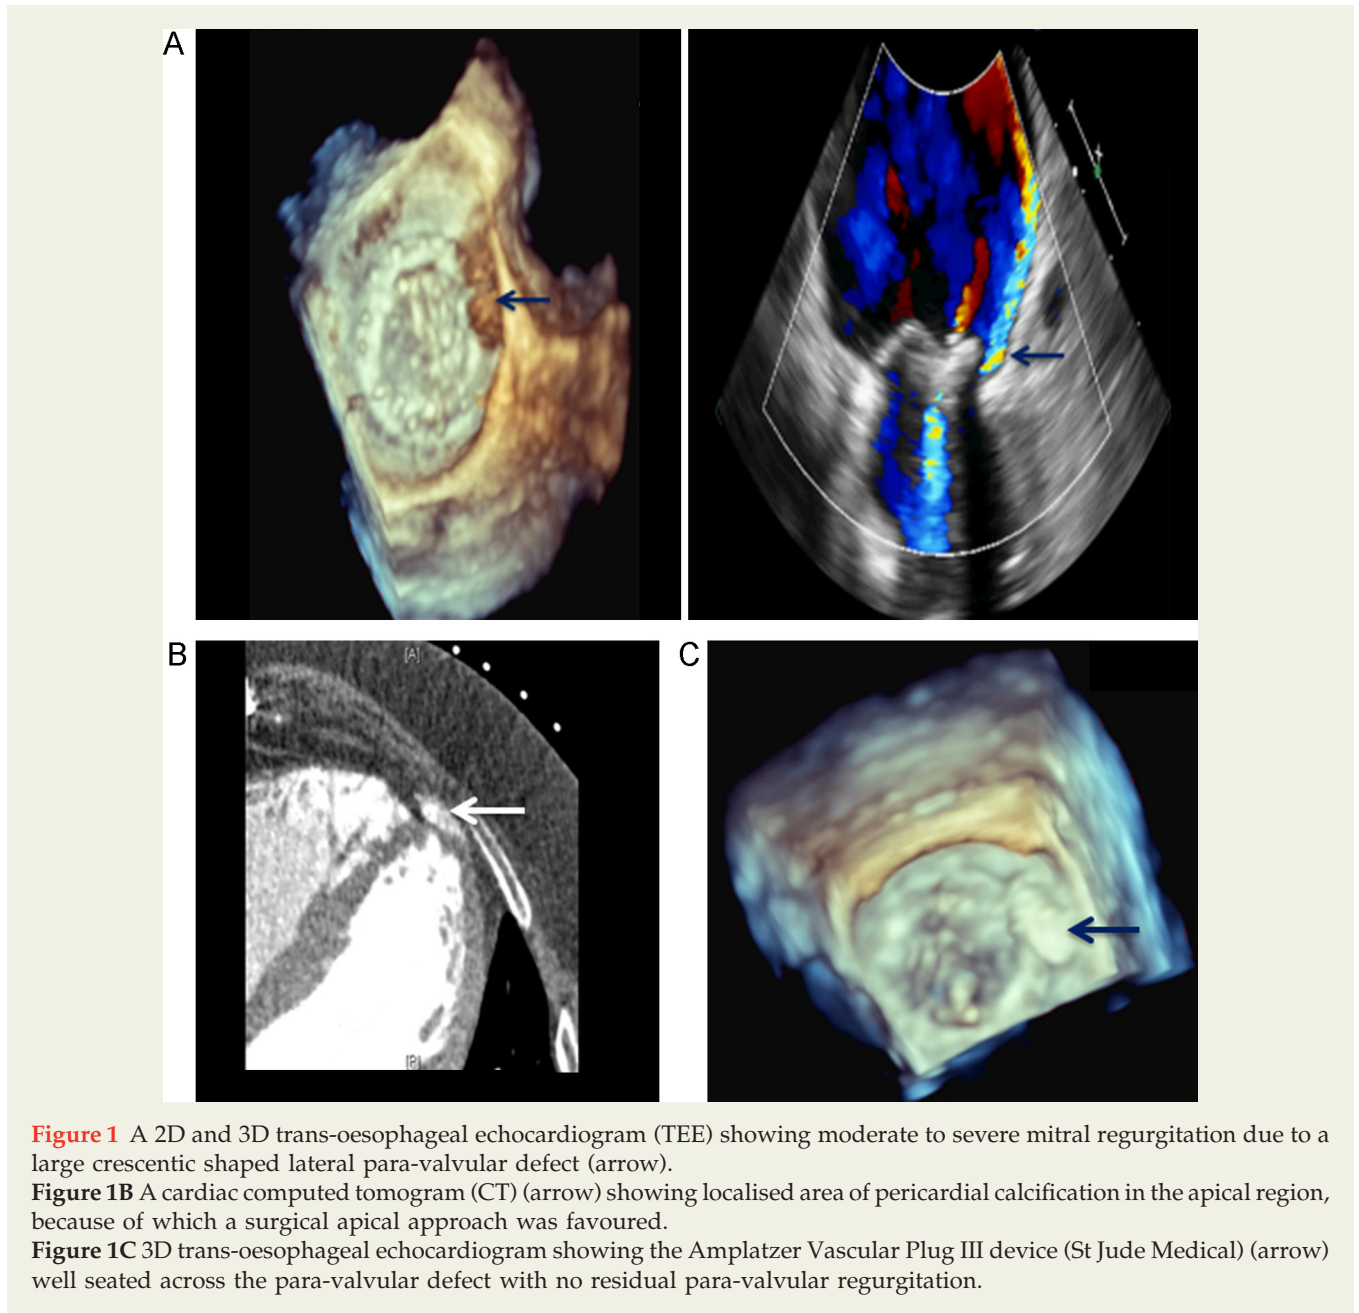 A
B
[A]
C
[P]
Figure 1 A 2D and 3D trans-oesophageal echocardiogram (TEE) showing moderate to severe mitral regurgitation due to a
large crescentic shaped lateral para-valvular defect (arrow).
Figure 1B A cardiac computed tomogram (CT) (arrow) showing localised area of pericardial calcification in the apical region,
because of which a surgical apical approach was favoured.
Figure 1C 3D trans-oesophageal echocardiogram showing the Amplatzer Vascular Plug III device (St Jude Medical) (arrow)
well seated across the para-valvular defect with no residual para-valvular regurgitation.